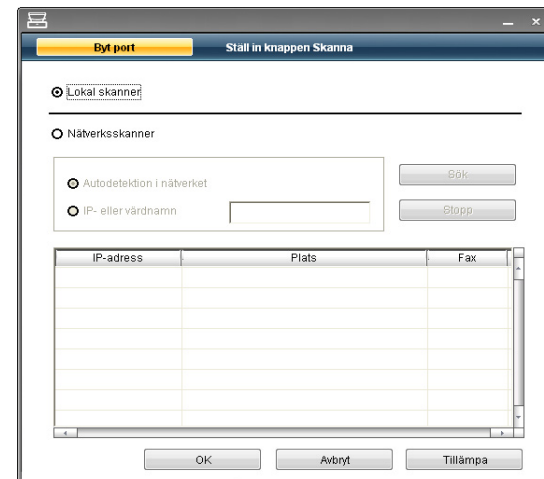 Byt port Ställ in knappen Skanna
Lokal skanner
Nätverksskanner
Autodetektion i nätverket
Sök
IP- eller värdnamn
Stopp
IP-adress Plats Fax
OK Avbryt Tillämpa